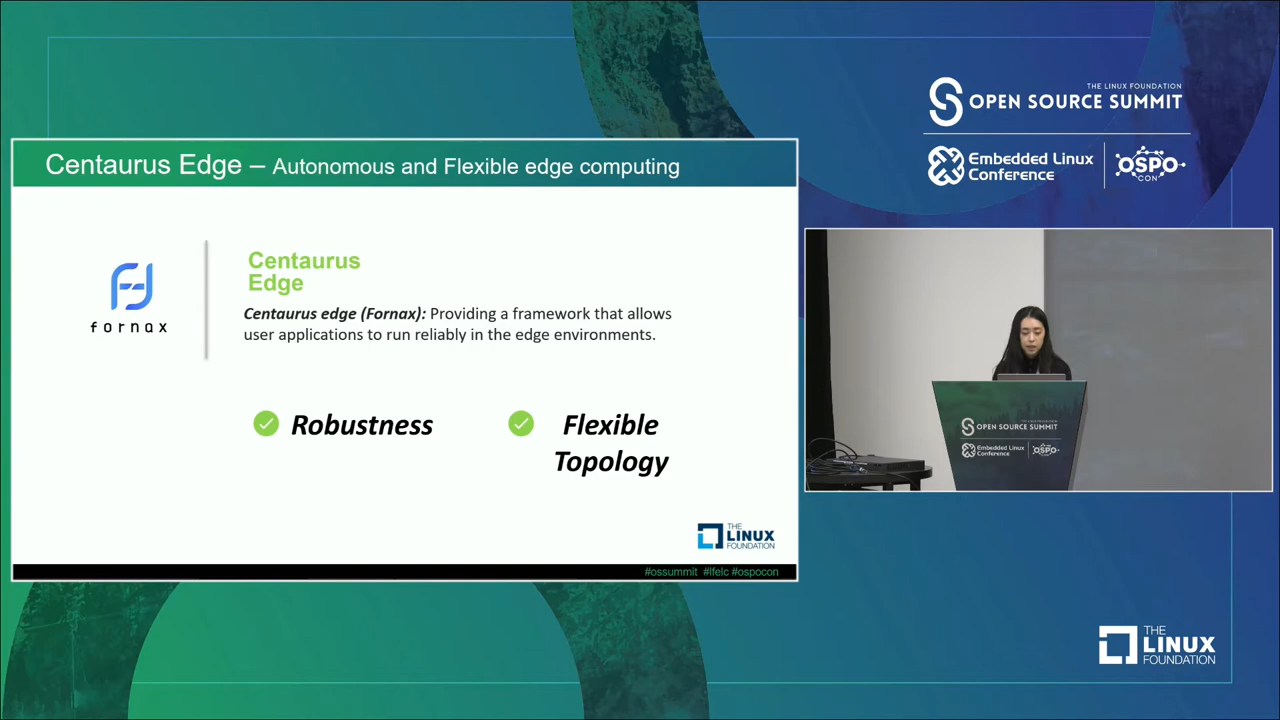 THE LINUX FOUNDATION
OPEN SOURCE SUMMIT
Embedded Linux
Conference
OSPO
CON
Centaurus Edge – Autonomous and Flexible edge computing
fornax
Centaurus
Edge
Centaurus edge (Fornax): Providing a framework that allows
user applications to run reliably in the edge environments.
Robustness
Flexible
Topology
THE
LINUX
FOUNDATION
#ossummit #lfelc #ospocon
OPEN SOURCE SUMMIT
Embedded Linux
Conference
OSPO
CON
THE
LINUX
FOUNDATION